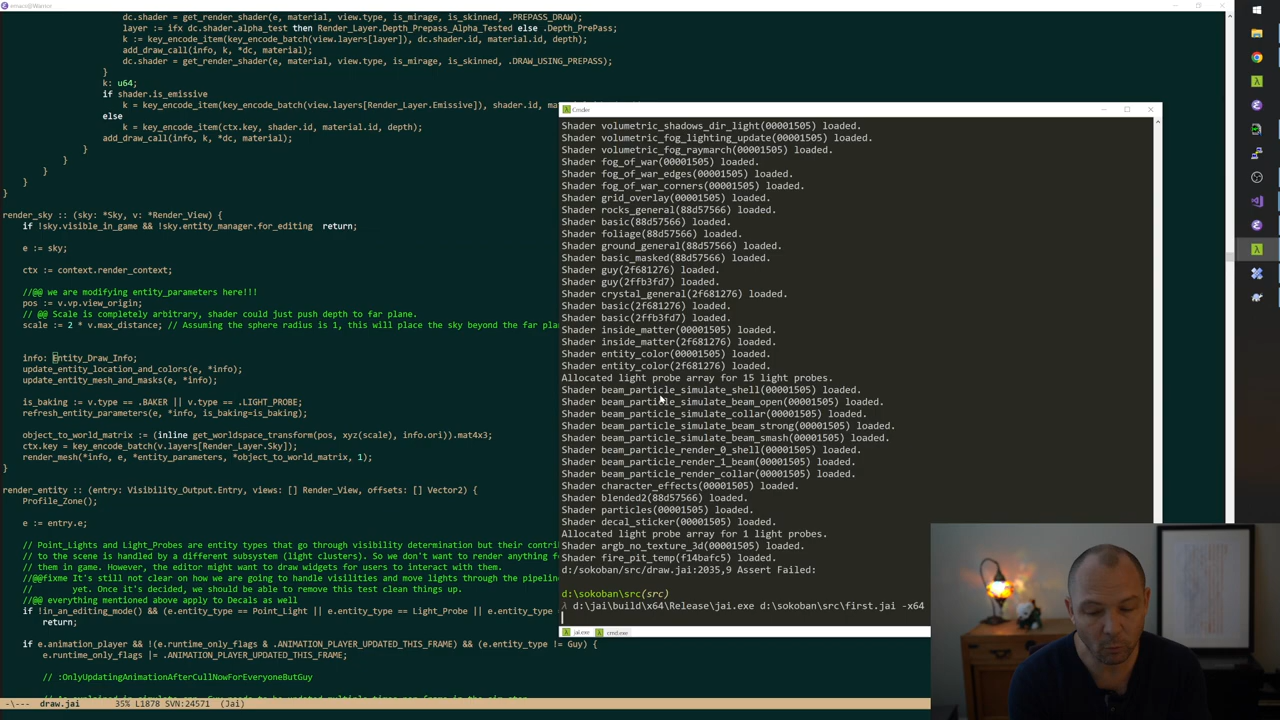 emacs@Warrior
dc.shader = get_render_shader(e, material, view.type, is_mirage, is_skinned, .PREPASS_DRAW);
layer := ifx dc.shader.alpha_test then Render_Layer.Depth_Prepass_Alpha_Tested else .Depth_PrePass;
k := key_encode_item(key_encode_batch(view.layers[layer]), dc.shader.id, material.id, depth);
add_draw_call(info, k, *dc, material);
dc.shader = get_render_shader(e, material, view.type, is_mirage, is_skinned, .DRAW_USING_PREPASS);
}
k: u64;
if shader.is_emissive
k = key_encode_item(key_encode_batch(view.layers[Render_Layer.Emissive]), shader.id, m
else
k = key_encode_item(ctx.key, shader.id, material.id, depth);
add_draw_call(info, k, *dc, material);
}
}
}
}
}
render_sky :: (sky: *Sky, v: *Render_View) {
if !sky.visible_in_game && !sky.entity_manager.for_editing return;
e := sky;
ctx := context.render_context;
//@@ we are modifying entity_parameters here!!!
pos := v.vp.view_origin;
// @@ Scale is completely arbitrary, shader could just push depth to far plane.
scale := 2 * v.max_distance; // Assuming the sphere radius is 1, this will place the sky beyond the far plan
info: Entity_Draw_Info;
update_entity_location_and_colors(e, *info);
update_entity_mesh_and_masks(e, *info);
is_baking := v.type == .BAKER || v.type == .LIGHT_PROBE;
refresh_entity_parameters(e, *info, is_baking=is_baking);
object_to_world_matrix := (inline get_worldspace_transform(pos, xyz(scale), info.ori)).mat4x3;
ctx.key = key_encode_batch(v.layers[Render_Layer.Sky]);
render_mesh(*info, e, *entity_parameters, *object_to_world_matrix, 1);
}
render_entity :: (entry: Visibility_Output.Entry, views: [] Render_View, offsets: [] Vector2) {
Profile_Zone();
e := entry.e;
// Point_Lights and Light_Probes are entity types that go through visibility determination but their contri
// to the scene is handled by a different subsystem (light clusters). So we don't want to render anything f
// them in game. However, the editor might want to draw widgets for users to interact with them.
//@@fixme It's still not clear on how we are going to handle visilities and move lights through the pipelin
// yet. Once it's decided, we should be able to remove this test clean things up.
//@@ everything mentioned above apply to Decals as well
if !in_an_editing_mode() && (e.entity_type == Point_Light || e.entity_type == Light_Probe || e.entity_type =
return;
if e.animation_player && !(e.runtime_only_flags & .ANIMATION_PLAYER_UPDATED_THIS_FRAME) && (e.entity_type != Guy) {
e.runtime_only_flags |= .ANIMATION_PLAYER_UPDATED_THIS_FRAME;
// :OnlyUpdatingAnimationAfterCullNowForEveryoneButGuy
-\--- draw.jai 35% L1878 SVN:24571 (Jai)
Cmder
Shader volumetric_shadows_dir_light(00001505) loaded.
Shader volumetric_fog_lighting_update(00001505) loaded.
Shader volumetric_fog_raymarch(00001505) loaded.
Shader fog_of_war(00001505) loaded.
Shader fog_of_war_edges(00001505) loaded.
Shader fog_of_war_corners(00001505) loaded.
Shader grid_overlay(00001505) loaded.
Shader rocks_general(88d57566) loaded.
Shader basic(88d57566) loaded.
Shader foliage(88d57566) loaded.
Shader ground_general(88d57566) loaded.
Shader basic_masked(88d57566) loaded.
Shader guy(2f681276) loaded.
Shader guy(2ffb3fd7) loaded.
Shader crystal_general(2f681276) loaded.
Shader basic(2f681276) loaded.
Shader basic(2ffb3fd7) loaded.
Shader inside_matter(00001505) loaded.
Shader inside_matter(2f681276) loaded.
Shader entity_color(00001505) loaded.
Shader entity_color(2f681276) loaded.
Allocated light probe array for 15 light probes.
Shader beam_particle_simulate_shell(00001505) loaded.
Shader beam_particle_simulate_beam_open(00001505) loaded.
Shader beam_particle_simulate_collar(00001505) loaded.
Shader beam_particle_simulate_beam_strong(00001505) loaded.
Shader beam_particle_simulate_beam_smash(00001505) loaded.
Shader beam_particle_render_0_shell(00001505) loaded.
Shader beam_particle_render_1_beam(00001505) loaded.
Shader beam_particle_render_collar(00001505) loaded.
Shader character_effects(00001505) loaded.
Shader blended2(88d57566) loaded.
Shader particles(00001505) loaded.
Shader decal_sticker(00001505) loaded.
Allocated light probe array for 1 light probes.
Shader argb_no_texture_3d(00001505) loaded.
Shader fire_pit_temp(f14bafc5) loaded.
d:/sokoban/src/draw.jai:2035,9 Assert Failed:
d:\sokoban\src(src)
λ d:\jai\build\x64\Release\jai.exe d:\sokoban\src\first.jai -x64
jai.exe cmd.exe